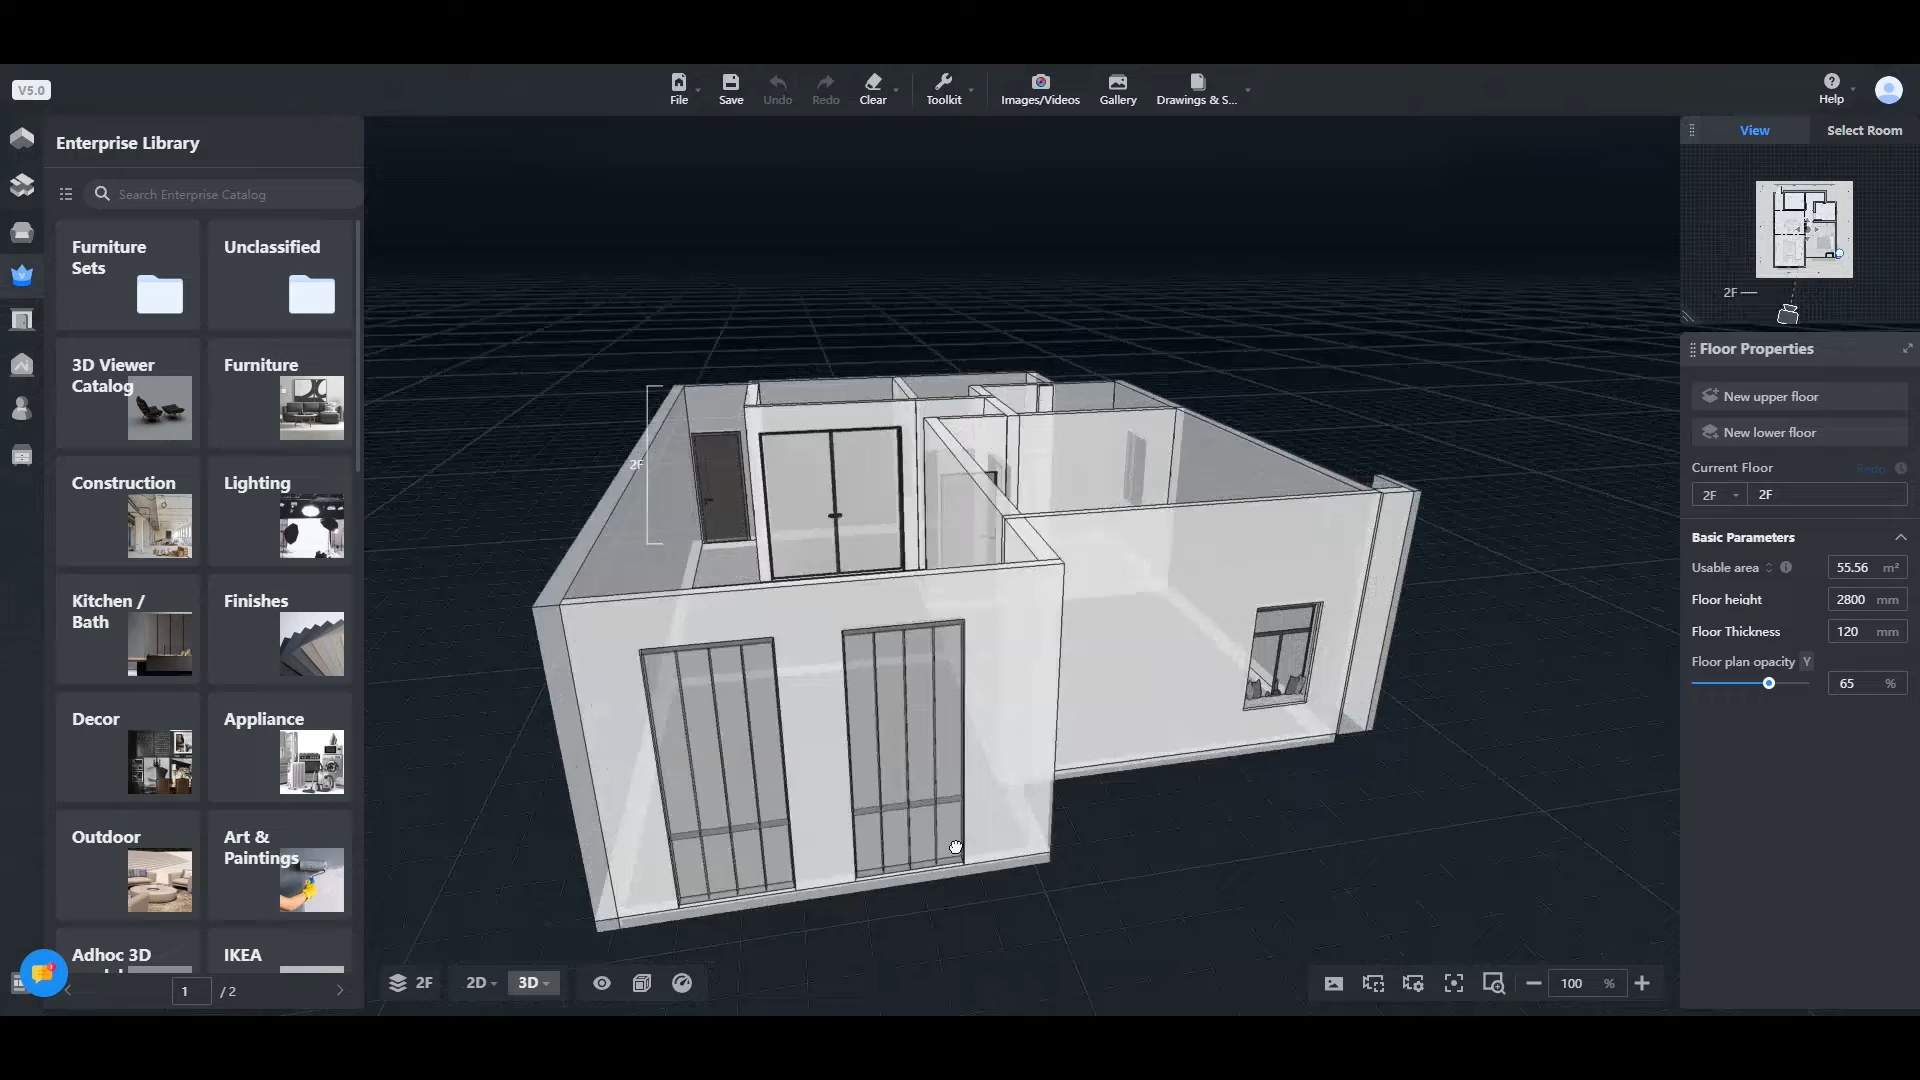 V5.0
File
Save
Undo
Redo
Clear
Toolkit
Images/Videos
Gallery
Drawings & S...
Help
Enterprise Library
Search Enterprise Catalog
Furniture
Sets
Unclassified
3D Viewer
Catalog
Furniture
Construction
Lighting
Kitchen /
Bath
Finishes
Decor
Appliance
Outdoor
Art &
Paintings
Adhoc 3D
IKEA
1 / 2
2F
2F
2D
3D
100 %
View
Select Room
2F
Floor Properties
New upper floor
New lower floor
Current Floor
Redo
2F
2F
Basic Parameters
Usable area
55.56 m²
Floor height
2800 mm
Floor Thickness
120 mm
Floor plan opacity Y
65 %